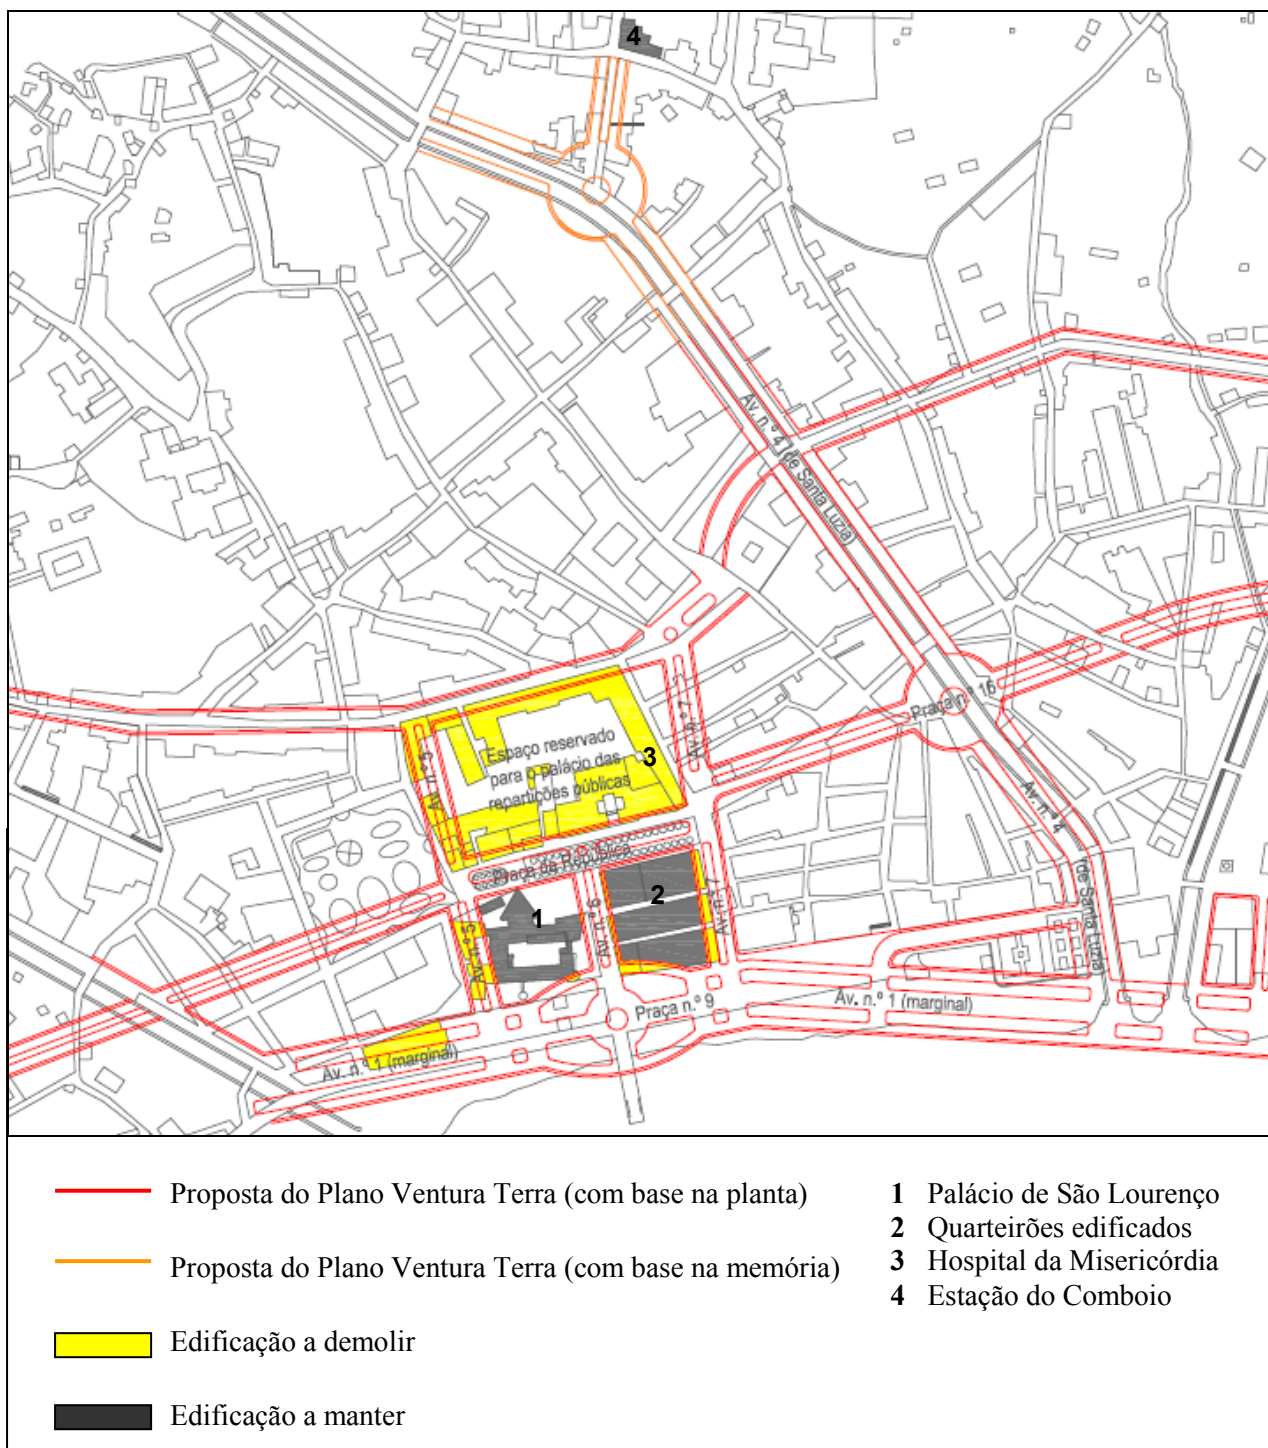 4
Av. n.º 4 (de Santa Luzia)
Praça n.º 16
Av. n.º 7
Espaço reservado
para o palácio das
repartições públicas
3
Av. n.º 5
Av. n.º 4
(de Santa Luzia)
Praça da República
2
1
Av. n.º 7
Av. n.º 6
Av. n.º 5
Praça n.º 9
Av. n.º 1 (marginal)
Av. n.º 1 (marginal)
Proposta do Plano Ventura Terra (com base na planta)
Proposta do Plano Ventura Terra (com base na memória)
Edificação a demolir
Edificação a manter
1 Palácio de São Lourenço
2 Quarteirões edificados
3 Hospital da Misericórdia
4 Estação do Comboio